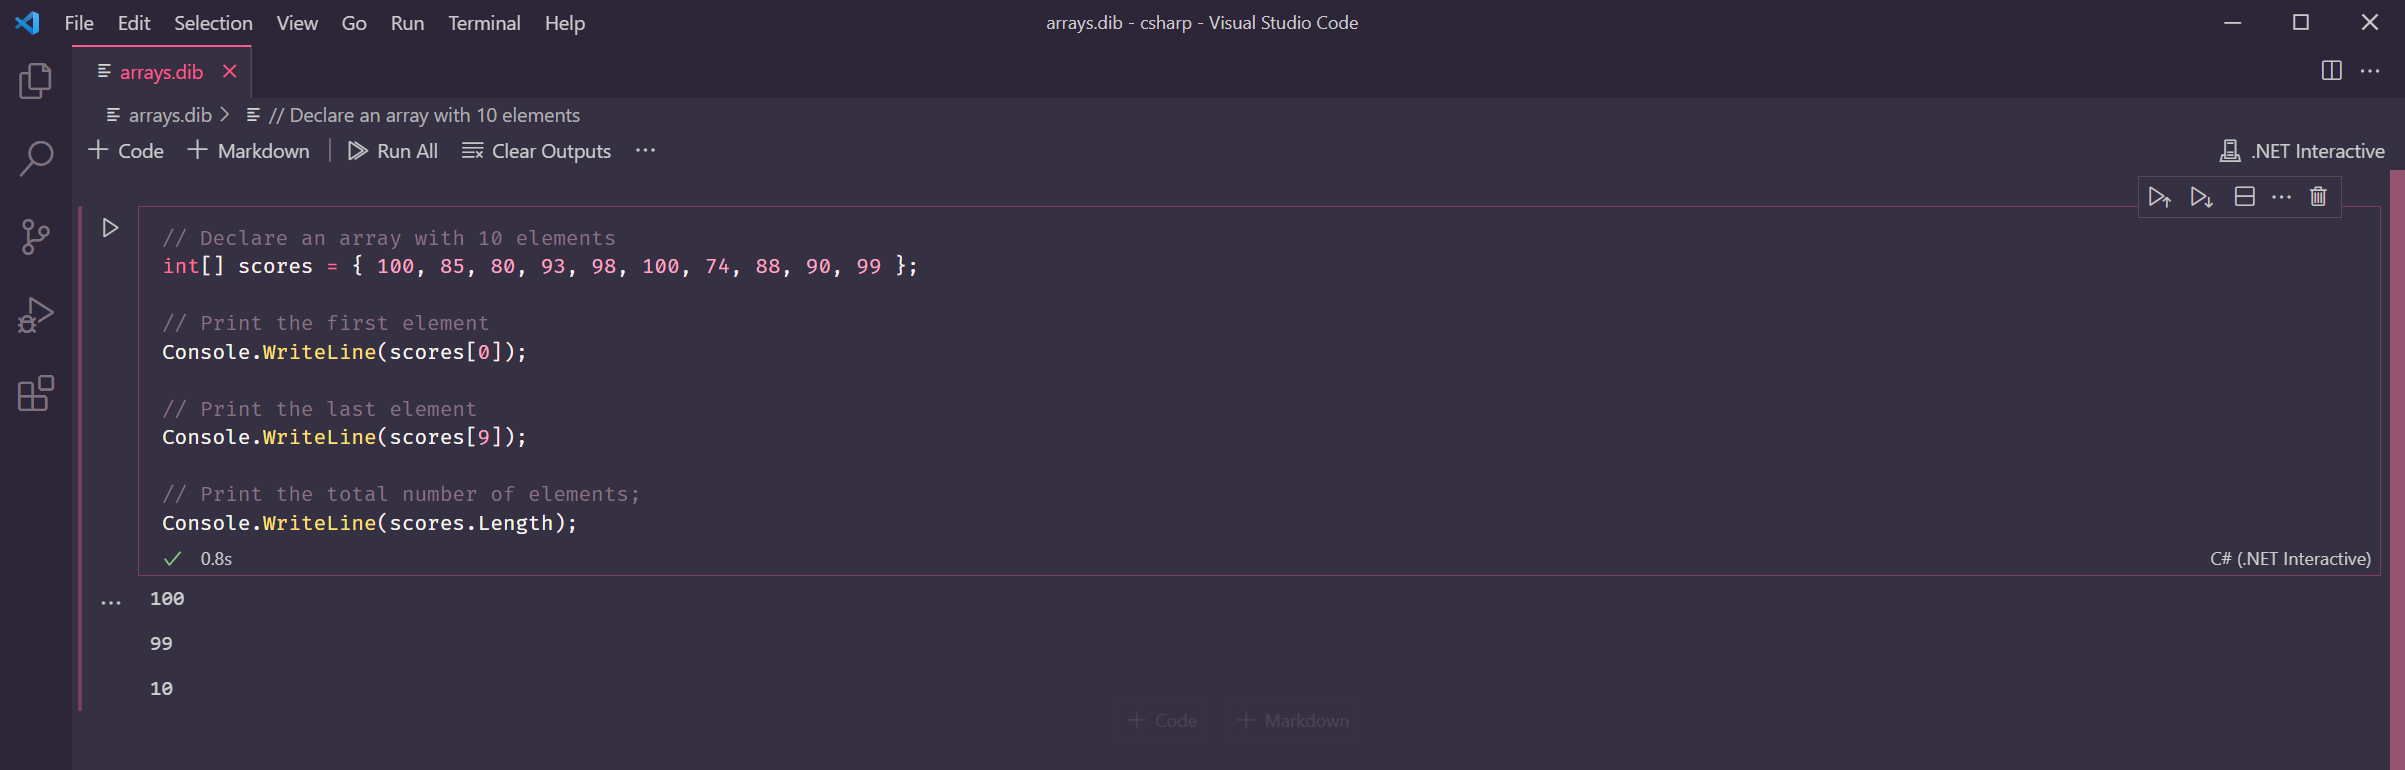 File Edit Selection View Go Run Terminal Help arrays.dib - csharp - Visual Studio Code
arrays.dib
arrays.dib // Declare an array with 10 elements
Code Markdown Run All Clear Outputs .NET Interactive
// Declare an array with 10 elements
int[] scores = { 100, 85, 80, 93, 98, 100, 74, 88, 90, 99 };
// Print the first element
Console.WriteLine(scores[0]);
// Print the last element
Console.WriteLine(scores[9]);
// Print the total number of elements;
Console.WriteLine(scores.Length);
0.8s C# (.NET Interactive)
100
99
10
Code Markdown